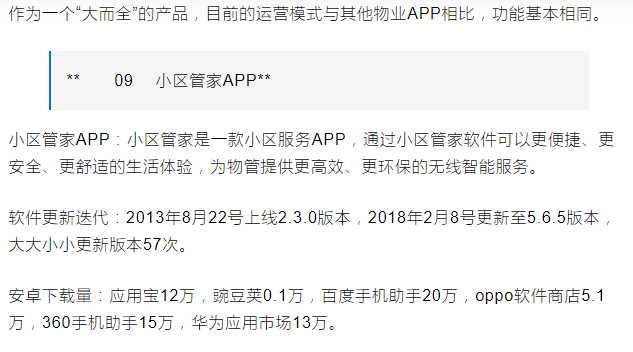 作为一个“大而全”的产品，目前的运营模式与其他物业APP相比，功能基本相同。
** 09 小区管家APP**
小区管家APP：小区管家是一款小区服务APP，通过小区管家软件可以更便捷、更
安全、更舒适的生活体验，为物管提供更高效、更环保的无线智能服务。
软件更新迭代：2013年8月22号上线2.3.0版本，2018年2月8号更新至5.6.5版本，
大大小小更新版本57次。
安卓下载量：应用宝12万，豌豆荚0.1万，百度手机助手20万，oppo软件商店5.1
万，360手机助手15万，华为应用市场13万。